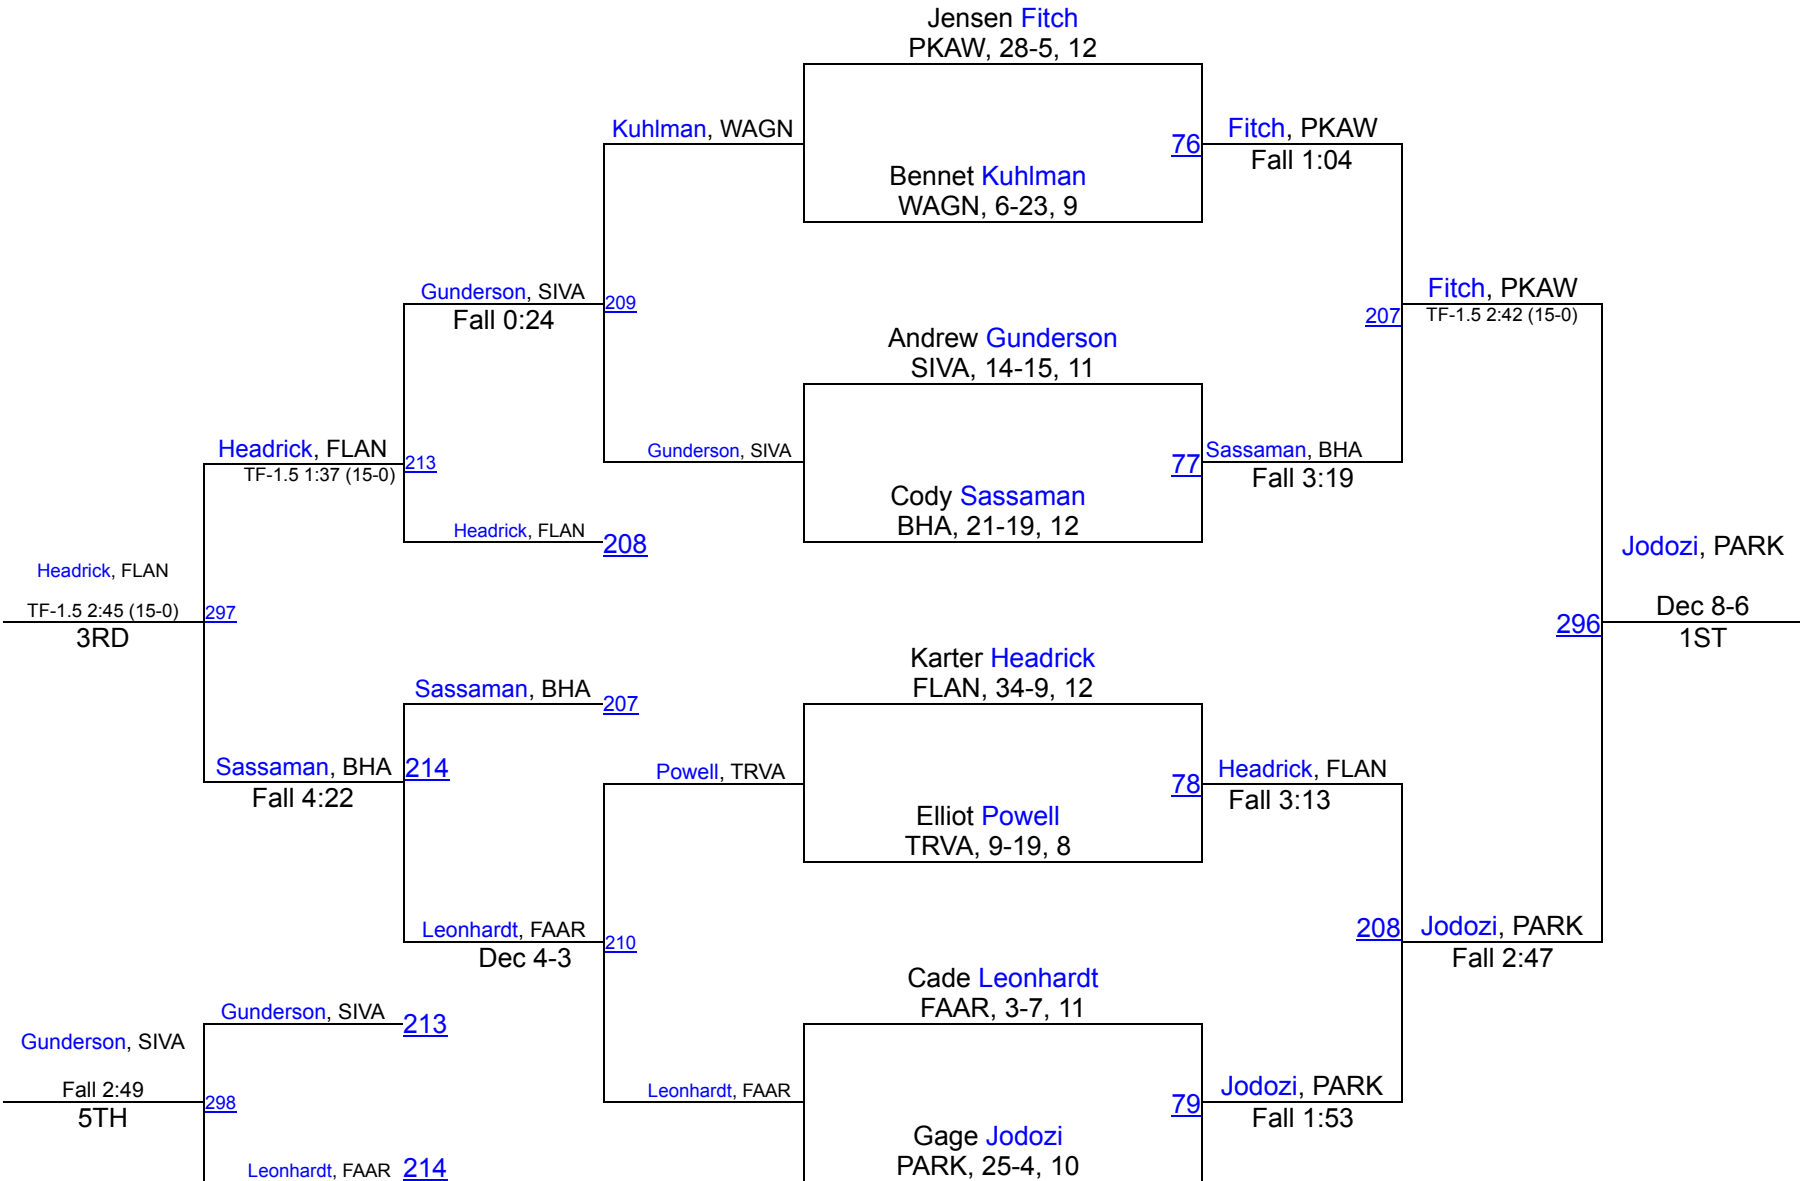 Jensen Fitch
PKAW, 28-5, 12
Kuhlman, WAGN
76
Fitch, PKAW
Fall 1:04
Bennet Kuhlman
WAGN, 6-23, 9
Gunderson, SIVA
209
Fall 0:24
Fitch, PKAW
207
TF-1.5 2:42 (15-0)
Andrew Gunderson
SIVA, 14-15, 11
Headrick, FLAN
213
TF-1.5 1:37 (15-0)
Gunderson, SIVA
77
Sassaman, BHA
Fall 3:19
Cody Sassaman
BHA, 21-19, 12
Headrick, FLAN
208
Jodozi, PARK
Headrick, FLAN
TF-1.5 2:45 (15-0)
297
3RD
Dec 8-6
296
1ST
Karter Headrick
FLAN, 34-9, 12
Sassaman, BHA
207
Sassaman, BHA
214
Fall 4:22
Powell, TRVA
78
Headrick, FLAN
Fall 3:13
Elliot Powell
TRVA, 9-19, 8
Leonhardt, FAAR
210
Dec 4-3
208
Jodozi, PARK
Fall 2:47
Cade Leonhardt
FAAR, 3-7, 11
Gunderson, SIVA
213
Gunderson, SIVA
Fall 2:49
298
5TH
Leonhardt, FAAR
79
Jodozi, PARK
Fall 1:53
Gage Jodozi
PARK, 25-4, 10
Leonhardt, FAAR
214